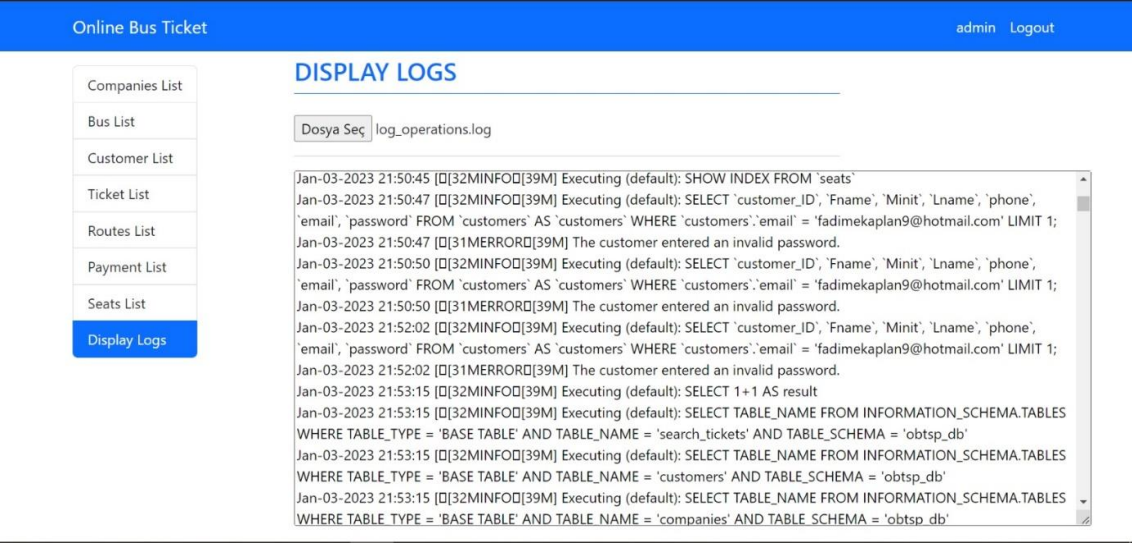 Online Bus Ticket
admin Logout
Companies List
Bus List
Customer List
Ticket List
Routes List
Payment List
Seats List
Display Logs
DISPLAY LOGS
Dosya Seç log_operations.log
Jan-03-2023 21:50:45 [▯[32MINFO▯[39M] Executing (default): SHOW INDEX FROM `seats`
Jan-03-2023 21:50:47 [▯[32MINFO▯[39M] Executing (default): SELECT `customer_ID`, `Fname`, `Minit`, `Lname`, `phone`,
`email`, `password` FROM `customers` AS `customers` WHERE `customers`.`email` = 'fadimekaplan9@hotmail.com' LIMIT 1;
Jan-03-2023 21:50:47 [▯[31MERROR▯[39M] The customer entered an invalid password.
Jan-03-2023 21:50:50 [▯[32MINFO▯[39M] Executing (default): SELECT `customer_ID`, `Fname`, `Minit`, `Lname`, `phone`,
`email`, `password` FROM `customers` AS `customers` WHERE `customers`.`email` = 'fadimekaplan9@hotmail.com' LIMIT 1;
Jan-03-2023 21:50:50 [▯[31MERROR▯[39M] The customer entered an invalid password.
Jan-03-2023 21:52:02 [▯[32MINFO▯[39M] Executing (default): SELECT `customer_ID`, `Fname`, `Minit`, `Lname`, `phone`,
`email`, `password` FROM `customers` AS `customers` WHERE `customers`.`email` = 'fadimekaplan9@hotmail.com' LIMIT 1;
Jan-03-2023 21:52:02 [▯[31MERROR▯[39M] The customer entered an invalid password.
Jan-03-2023 21:53:15 [▯[32MINFO▯[39M] Executing (default): SELECT 1+1 AS result
Jan-03-2023 21:53:15 [▯[32MINFO▯[39M] Executing (default): SELECT TABLE_NAME FROM INFORMATION_SCHEMA.TABLES
WHERE TABLE_TYPE = 'BASE TABLE' AND TABLE_NAME = 'search_tickets' AND TABLE_SCHEMA = 'obtsp_db'
Jan-03-2023 21:53:15 [▯[32MINFO▯[39M] Executing (default): SELECT TABLE_NAME FROM INFORMATION_SCHEMA.TABLES
WHERE TABLE_TYPE = 'BASE TABLE' AND TABLE_NAME = 'customers' AND TABLE_SCHEMA = 'obtsp_db'
Jan-03-2023 21:53:15 [▯[32MINFO▯[39M] Executing (default): SELECT TABLE_NAME FROM INFORMATION_SCHEMA.TABLES
WHERE TABLE_TYPE = 'BASE TABLE' AND TABLE_NAME = 'companies' AND TABLE_SCHEMA = 'obtsp_db'